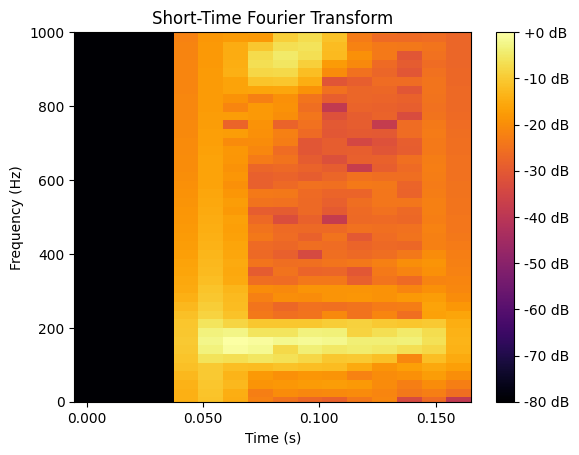 Short-Time Fourier Transform
1000
800
600
400
200
0
Frequency (Hz)
0.000
0.050
0.100
0.150
Time (s)
+0 dB
-10 dB
-20 dB
-30 dB
-40 dB
-50 dB
-60 dB
-70 dB
-80 dB